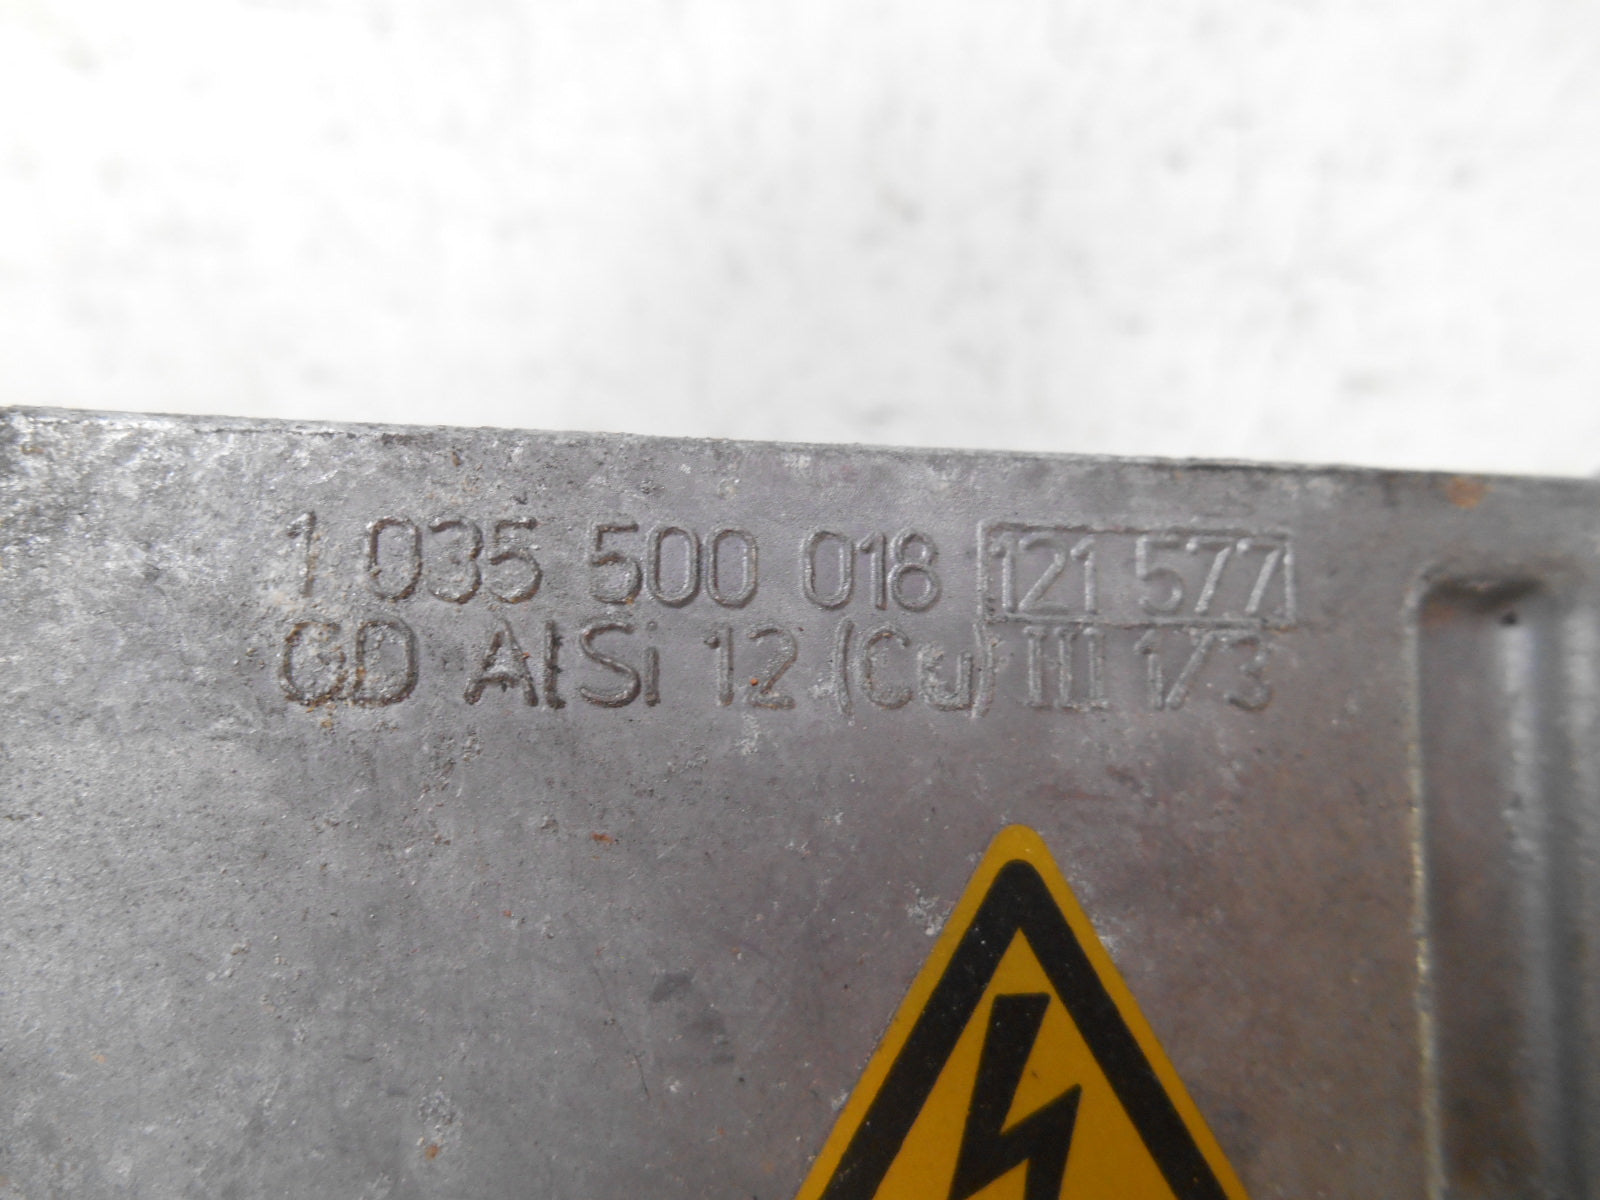 1 035 500 018 121 577
GD AlSi 12 (Cu) III 1/3